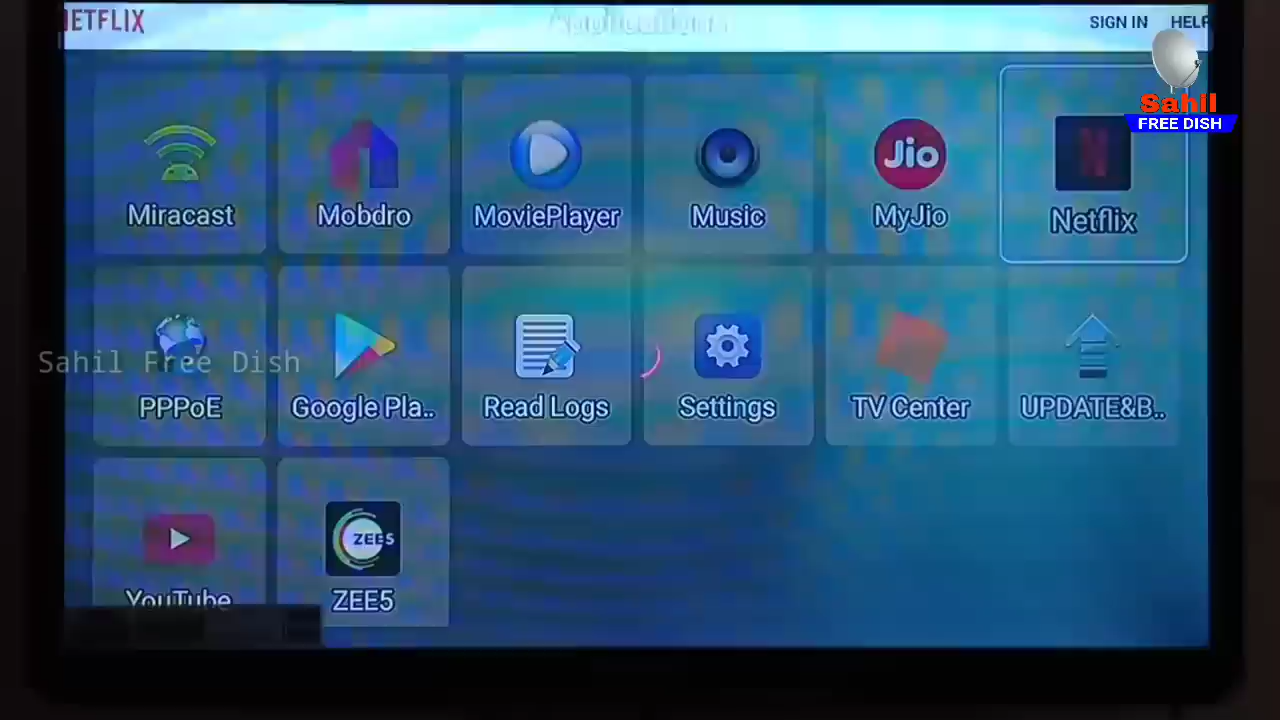 NETFLIX
SIGN IN HELP
Sahil
FREE DISH
Miracast Mobdro MoviePlayer Music MyJio Netflix
Jio
N
Sahil Free Dish
PPPoE Google Pla.. Read Logs Settings TV Center UPDATE&B..
ZEE5
YouTube ZEE5